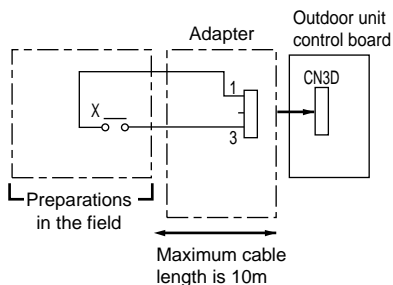 Outdoor unit
control board
Adapter
CN3D
1
X
3
Preparations
in the field
Maximum cable
length is 10m